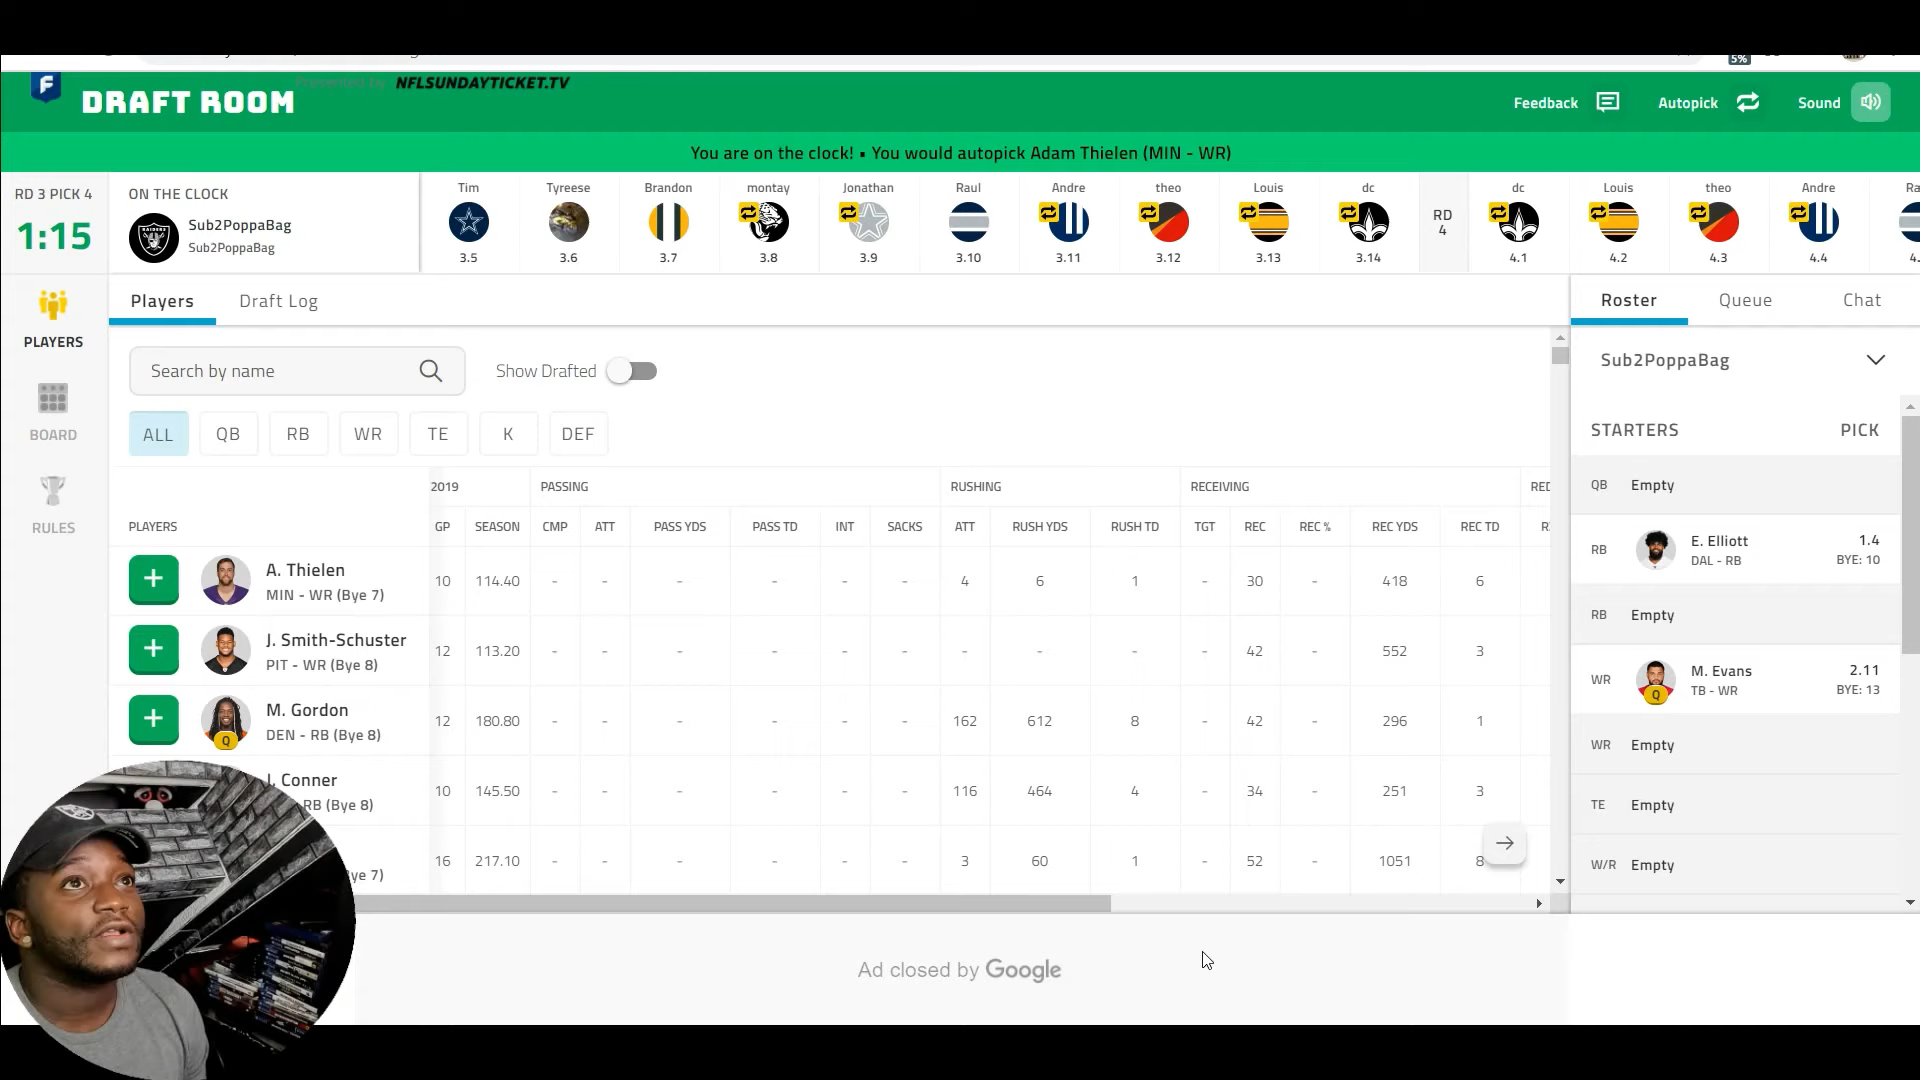 5%
F
DRAFT ROOM
Presented by NFLSUNDAYTICKET.TV
Feedback
Autopick
Sound
You are on the clock! • You would autopick Adam Thielen (MIN - WR)
RD 3 PICK 4
1:15
ON THE CLOCK
RAIDERS
Sub2PoppaBag
Sub2PoppaBag
Tim
3.5
Tyreese
3.6
Brandon
3.7
montay
3.8
Jonathan
3.9
Raul
3.10
Andre
3.11
theo
3.12
Louis
3.13
dc
3.14
RD
4
dc
4.1
Louis
4.2
theo
4.3
Andre
4.4
PLAYERS
BOARD
RULES
Players Draft Log
Search by name
Show Drafted
ALL QB RB WR TE K DEF
2019 PASSING RUSHING RECEIVING
PLAYERS GP SEASON CMP ATT PASS YDS PASS TD INT SACKS ATT RUSH YDS RUSH TD TGT REC REC % REC YDS REC TD
A. Thielen
MIN - WR (Bye 7)
10 114.40 - - - - - - 4 6 1 - 30 - 418 6
J. Smith-Schuster
PIT - WR (Bye 8)
12 113.20 - - - - - - - - - - 42 - 552 3
M. Gordon
Q
DEN - RB (Bye 8)
12 180.80 - - - - - - 162 612 8 - 42 - 296 1
J. Conner
RB (Bye 8)
10 145.50 - - - - - - 116 464 4 - 34 - 251 3
ye 7)
16 217.10 - - - - - - 3 60 1 - 52 - 1051 8
Roster Queue Chat
Sub2PoppaBag
STARTERS PICK
QB Empty
RB E. Elliott 1.4
DAL - RB BYE: 10
RB Empty
WR M. Evans 2.11
Q
TB - WR BYE: 13
WR Empty
TE Empty
W/R Empty
Ad closed by Google